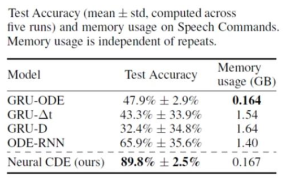 Test Accuracy (mean ± std, computed across
five runs) and memory usage on Speech Commands.
Memory usage is independent of repeats.
Model Test Accuracy Memory
usage (GB)
GRU-ODE 47.9% ± 2.9% 0.164
GRU-Δt 43.3% ± 33.9% 1.54
GRU-D 32.4% ± 34.8% 1.64
ODE-RNN 65.9% ± 35.6% 1.40
Neural CDE (ours) 89.8% ± 2.5% 0.167